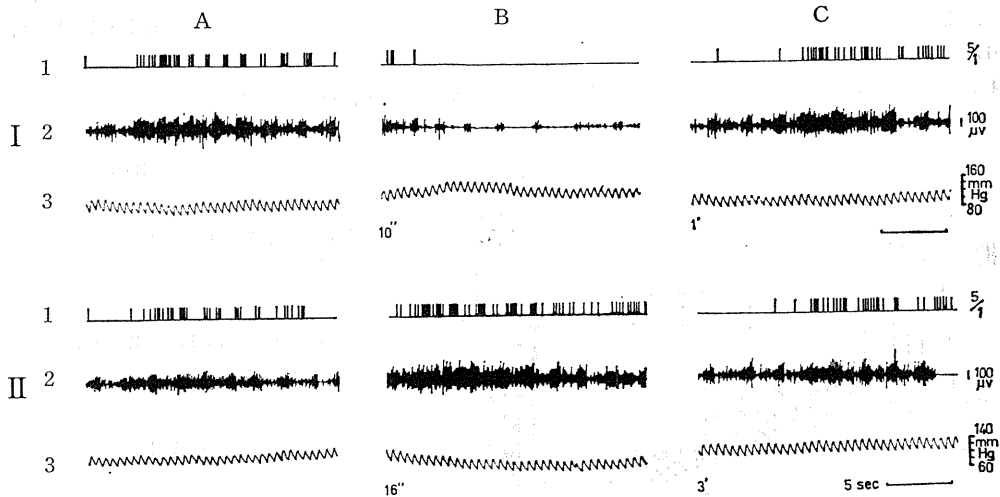 A B C
I
1 5/1
2 100 μv
3 160 mm Hg 80
10" 1'
II
1 5/1
2 100 μv
3 140 mm Hg 60
16" 3' 5 sec